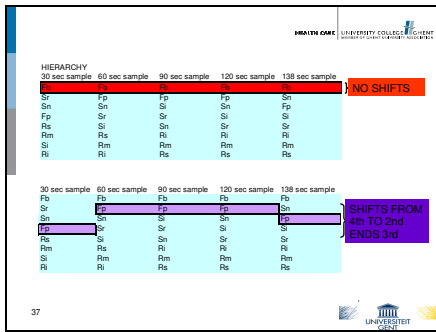 HEALTH CARE UNIVERSITY COLLEGE GHENT
MEMBER OF GHENT UNIVERSITY ASSOCIATION
HIERARCHY
30 sec sample 60 sec sample 90 sec sample 120 sec sample 138 sec sample
Fb Fb Fb Fb Fb
NO SHIFTS
Sr Fp Fp Fp Sn
Sn Sn Si Sn Fp
Fp Sr Sr Si Si
Rs Si Sn Sr Sr
Rm Rs Ri Ri Ri
Si Rm Rm Rm Rm
Ri Ri Rs Rs Rs
30 sec sample 60 sec sample 90 sec sample 120 sec sample 138 sec sample
Fb Fb Fb Fb Fb
Sr Fp Fp Fp Sn
Sn Sn Si Sn Fp
Fp Sr Sr Si Si
Rs Si Sn Sr Sr
Rm Rs Ri Ri Ri
Si Rm Rm Rm Rm
Ri Ri Rs Rs Rs
SHIFTS FROM
4th TO 2nd
ENDS 3rd
37
UNIVERSITEIT
GENT